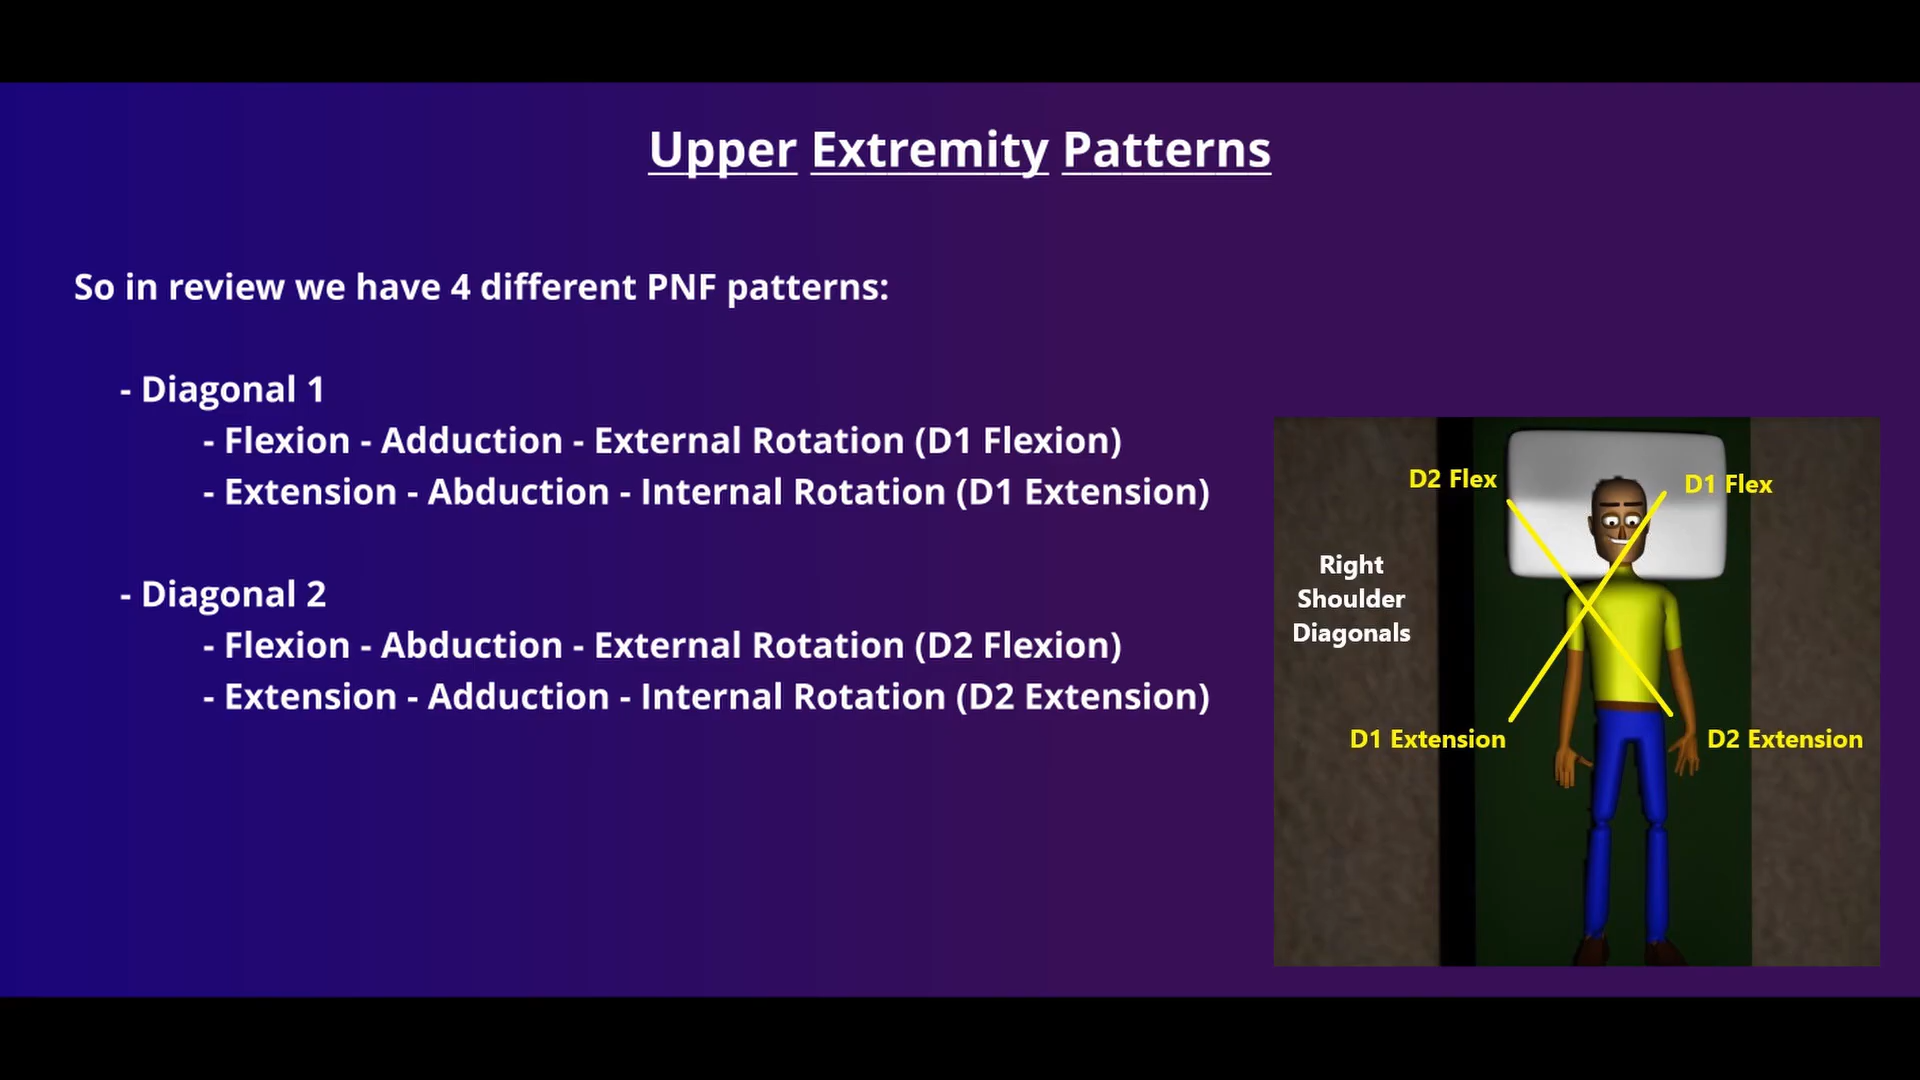 Upper Extremity Patterns
So in review we have 4 different PNF patterns:
- Diagonal 1
- Flexion - Adduction - External Rotation (D1 Flexion)
- Extension - Abduction - Internal Rotation (D1 Extension)
- Diagonal 2
- Flexion - Abduction - External Rotation (D2 Flexion)
- Extension - Adduction - Internal Rotation (D2 Extension)
D2 Flex
D1 Flex
Right
Shoulder
Diagonals
D1 Extension
D2 Extension